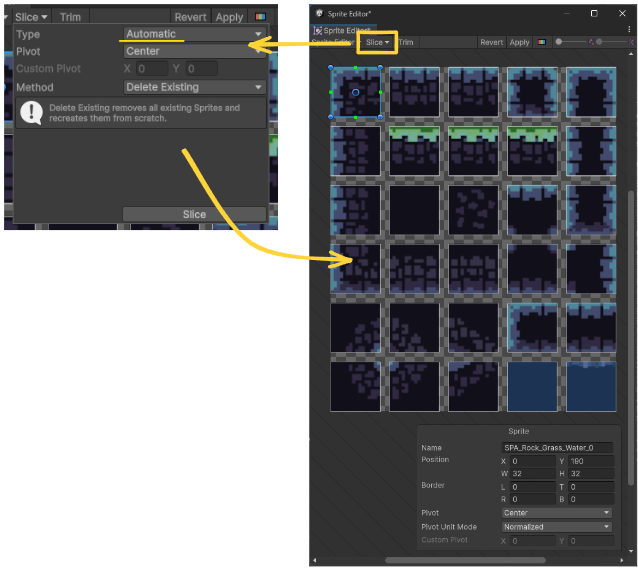 Slice Trim Revert Apply
Type Automatic
Pivot Center
Custom Pivot X 0 Y 0
Method Delete Existing
Delete Existing removes all existing Sprites and
recreates them from scratch.
Slice
Sprite Editor*
Sprite Editor*
Sprite Editor Slice Trim Revert Apply
Sprite
Name SPA_Rock_Grass_Water_0
Position X 0 Y 190
W 32 H 32
Border L 0 T 0
R 0 B 0
Pivot Center
Pivot Unit Mode Normalized
Custom Pivot X 0 Y 0